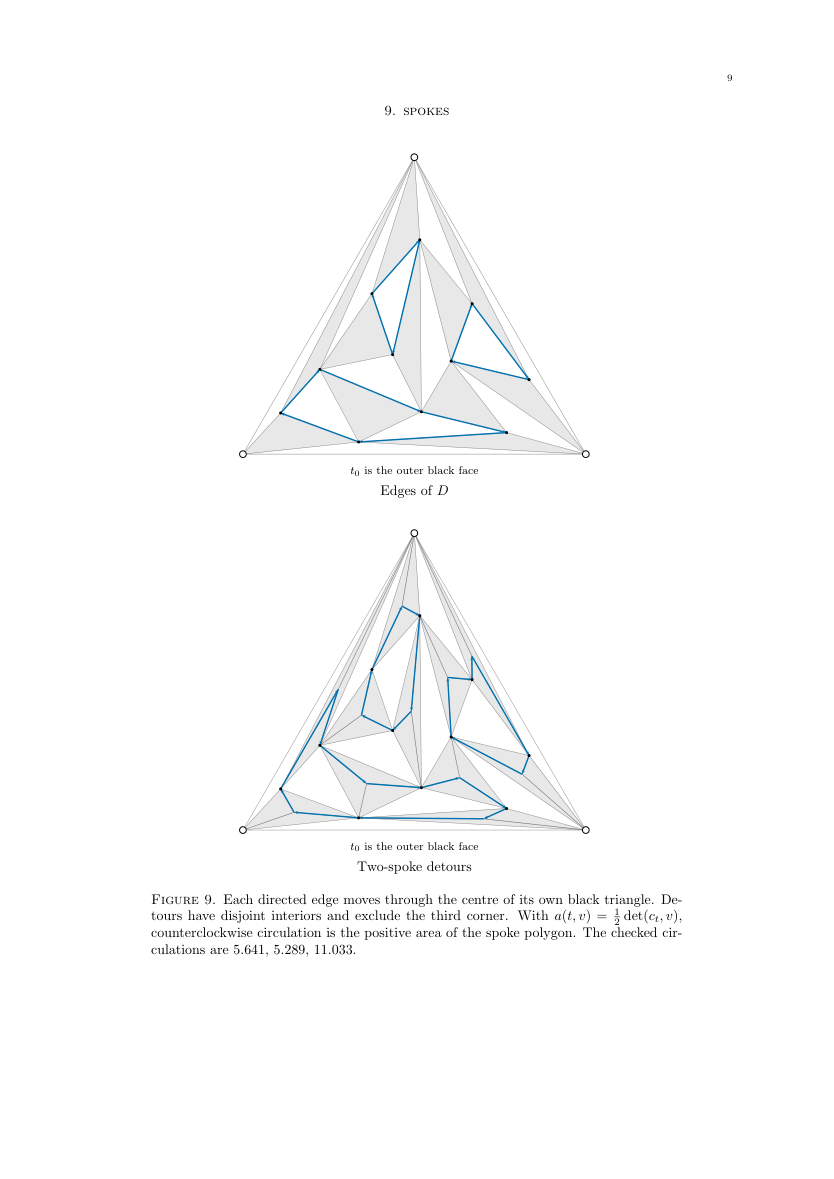 9
9. SPOKES
t₀ is the outer black face
Edges of D
t₀ is the outer black face
Two-spoke detours
FIGURE 9. Each directed edge moves through the centre of its own black triangle. De-
tours have disjoint interiors and exclude the third corner. With a(t, v) = ½ det(cₜ, v),
counterclockwise circulation is the positive area of the spoke polygon. The checked cir-
culations are 5.641, 5.289, 11.033.